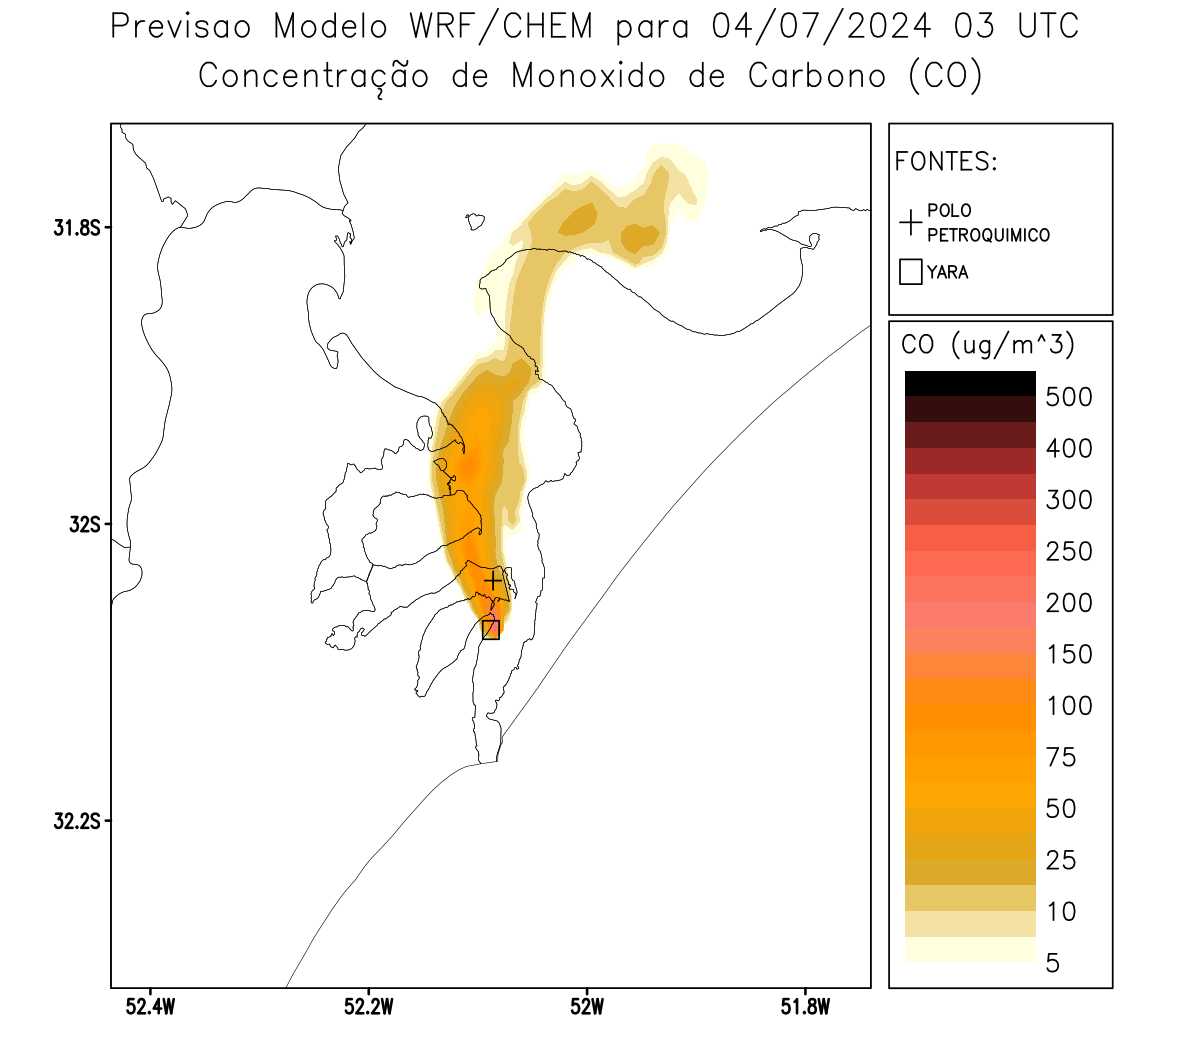 Previsao Modelo WRF/CHEM para 04/07/2024 03 UTC
Concentração de Monoxido de Carbono (CO)
FONTES:
POLO
PETROQUIMICO
YARA
CO (ug/m^3)
500
400
300
250
200
150
100
75
50
25
10
5
31.8S
32S
32.2S
52.4W
52.2W
52W
51.8W